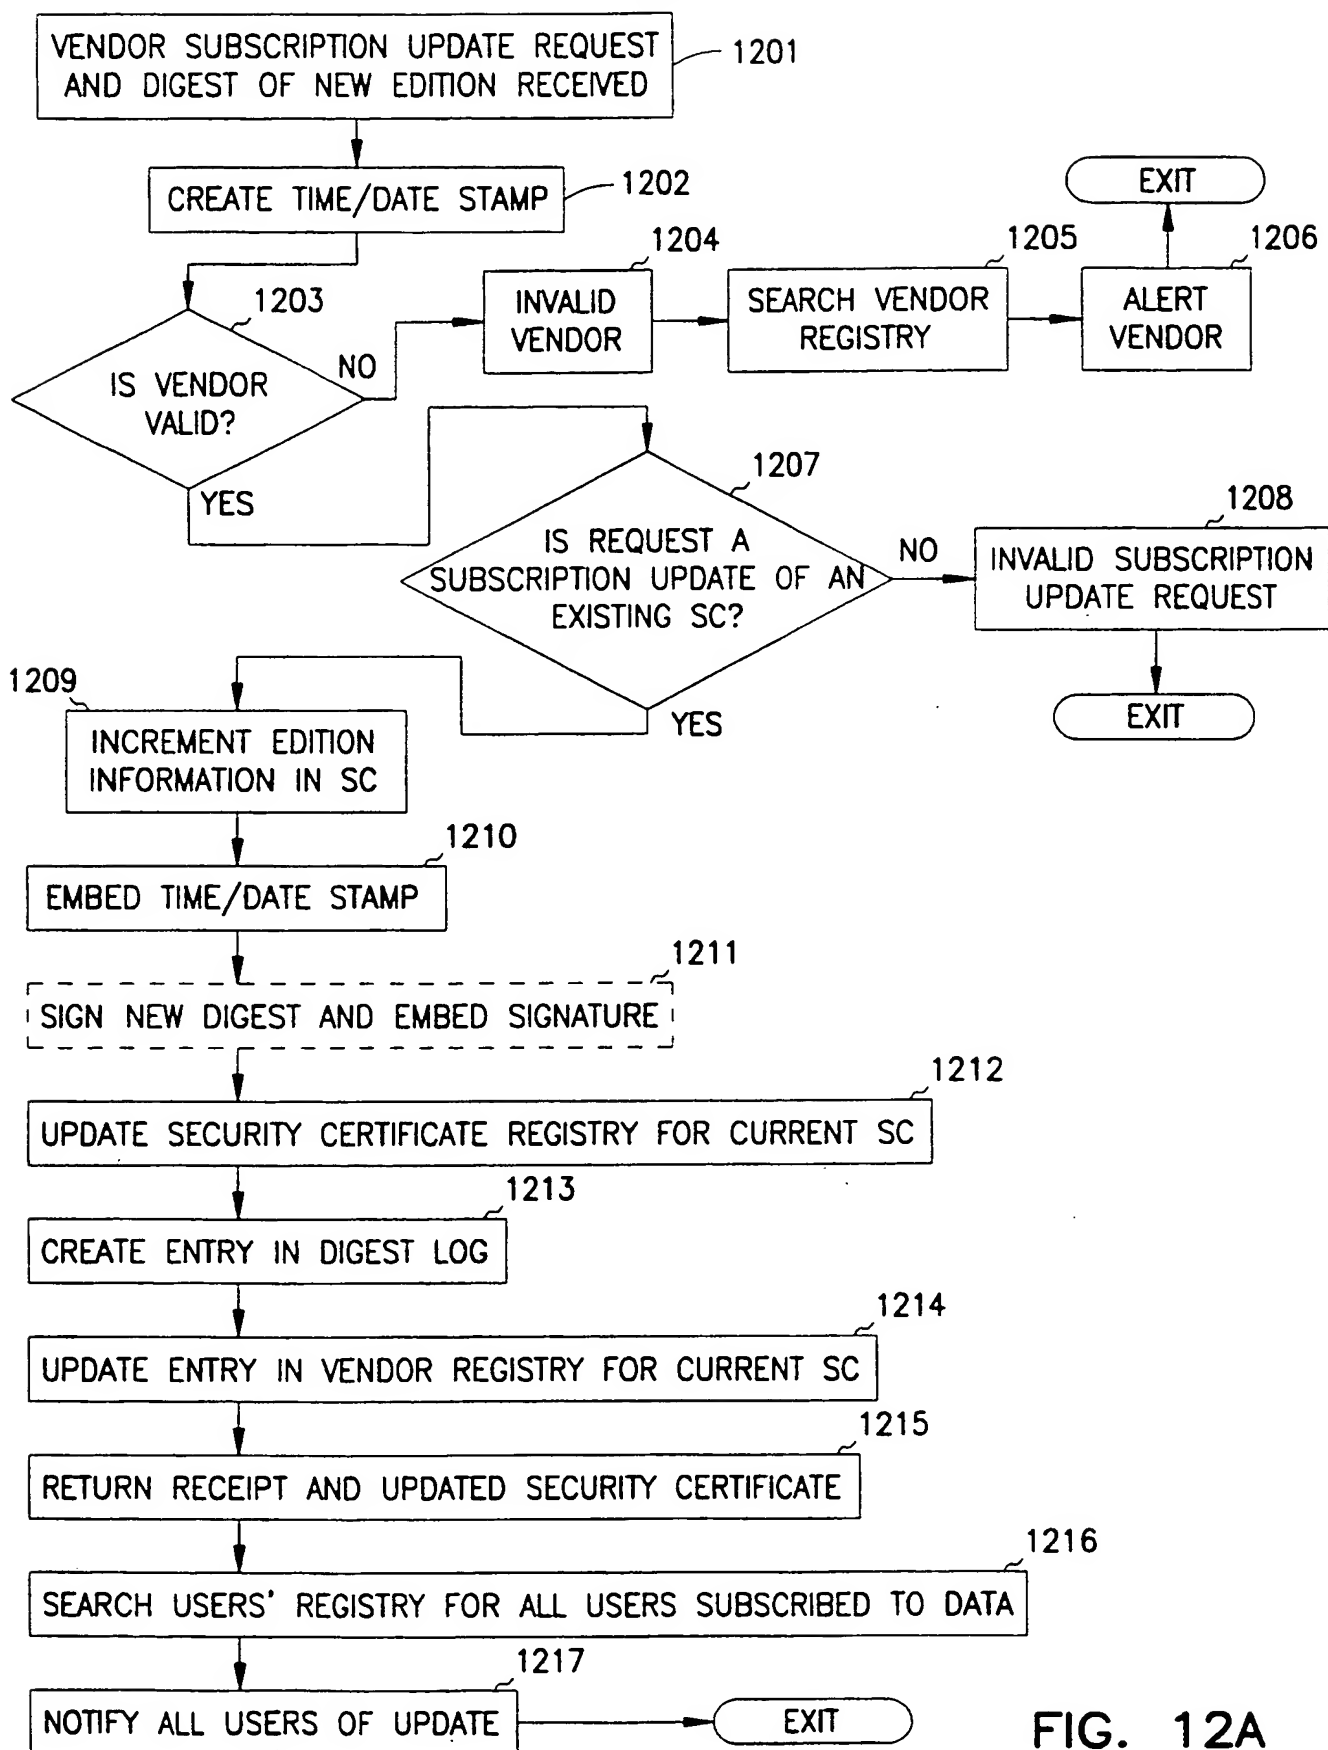 VENDOR SUBSCRIPTION UPDATE REQUEST
AND DIGEST OF NEW EDITION RECEIVED
1201
CREATE TIME/DATE STAMP
1202
EXIT
1203
IS VENDOR
VALID?
NO
YES
1204
INVALID
VENDOR
1205
SEARCH VENDOR
REGISTRY
1206
ALERT
VENDOR
1207
IS REQUEST A
SUBSCRIPTION UPDATE OF AN
EXISTING SC?
NO
YES
1208
INVALID SUBSCRIPTION
UPDATE REQUEST
EXIT
1209
INCREMENT EDITION
INFORMATION IN SC
1210
EMBED TIME/DATE STAMP
1211
SIGN NEW DIGEST AND EMBED SIGNATURE
1212
UPDATE SECURITY CERTIFICATE REGISTRY FOR CURRENT SC
1213
CREATE ENTRY IN DIGEST LOG
1214
UPDATE ENTRY IN VENDOR REGISTRY FOR CURRENT SC
1215
RETURN RECEIPT AND UPDATED SECURITY CERTIFICATE
1216
SEARCH USERS' REGISTRY FOR ALL USERS SUBSCRIBED TO DATA
1217
NOTIFY ALL USERS OF UPDATE
EXIT
FIG. 12A